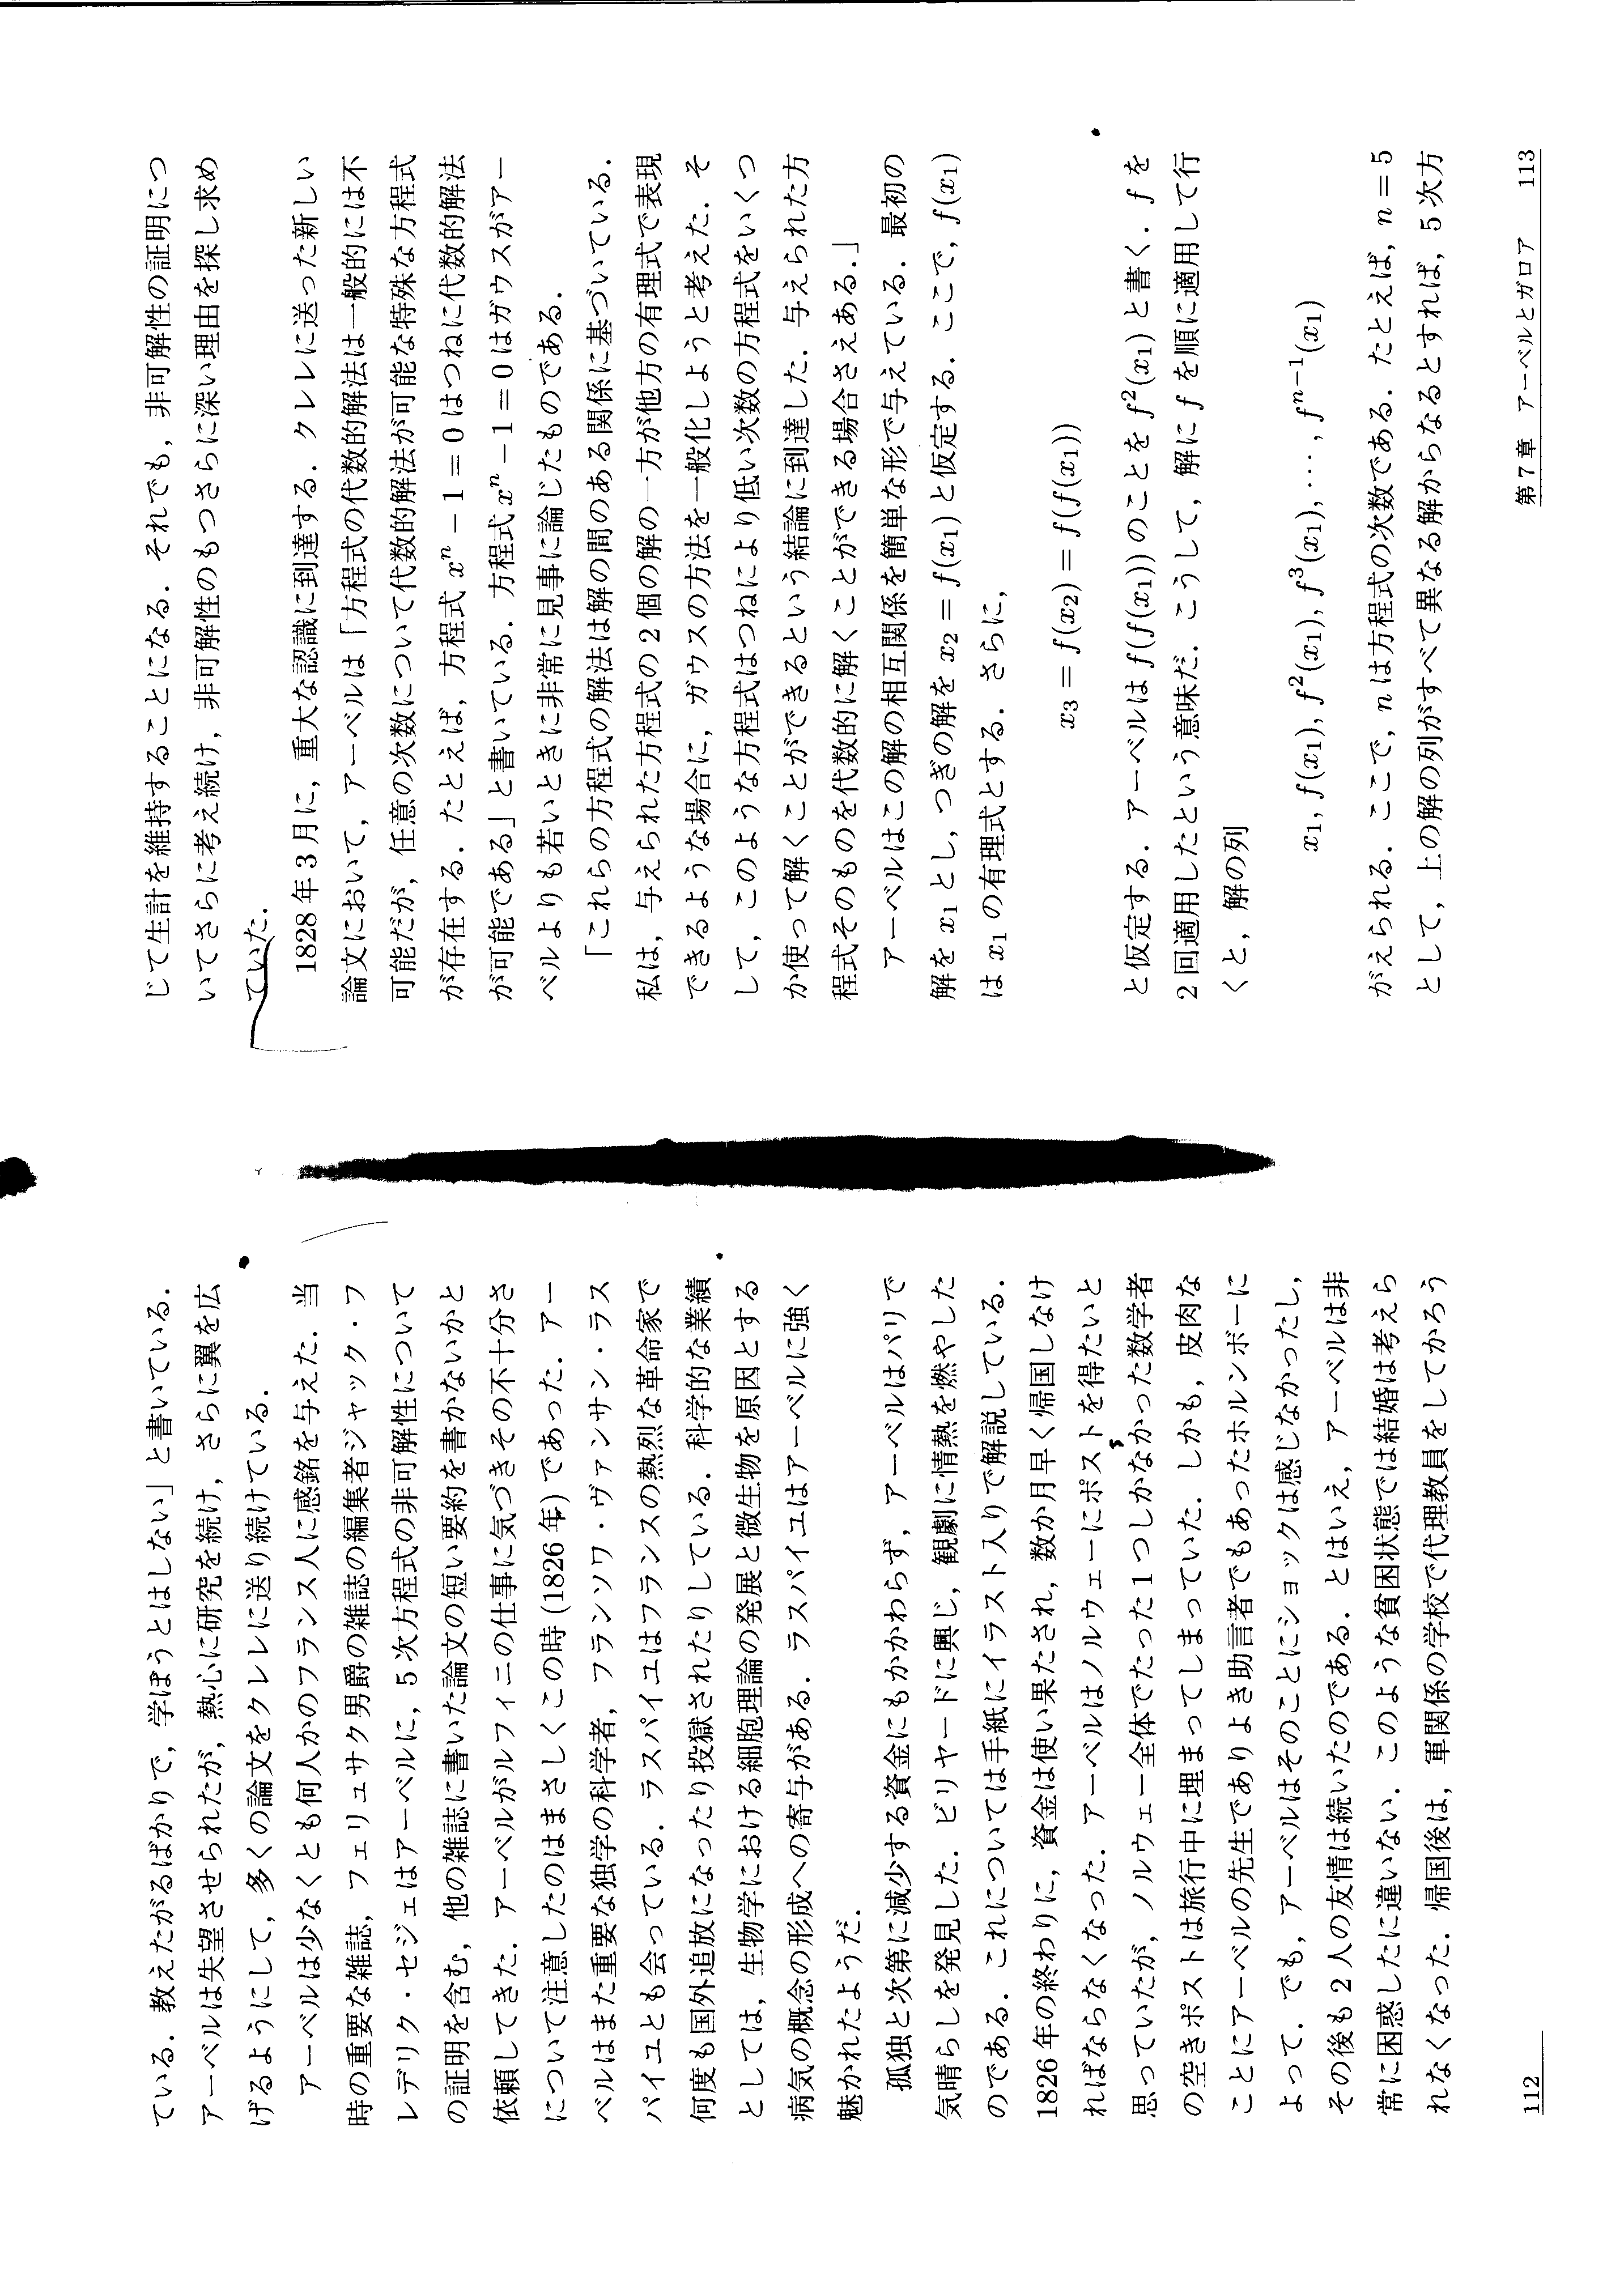 ている．教えたがるばかりで，学ぼうとはしない」と書いている．
アーベルは失望させられたが，熱心に研究を続け，さらに翼を広
げるようにして，多くの論文をクレレに送り続けている．
アーベルは少なくとも何人かのフランス人に感銘を与えた．当
時の重要な雑誌，フェリュサク男爵の雑誌の編集者ジャック・フ
レデリク・セジェはアーベルに，5次方程式の非可解性について
の証明を含む，他の雑誌に書いた論文の短い要約を書かないかと
依頼してきた．アーベルがルフィニの仕事に気づきその不十分さ
について注意したのはまさしくこの時(1826年)であった．アー
ベルはまた重要な独学の科学者，フランソワ・ヴァンサン・ラス
パイユとも会っている．ラスパイユはフランスの熱烈な革命家で
何度も国外追放になったり投獄されたりしている．科学的な業績
としては，生物学における細胞理論の発展と微生物を原因とする
病気の概念の形成への寄与がある．ラスパイユはアーベルに強く
魅かれたようだ．
孤独と次第に減少する資金にもかかわらず，アーベルはパリで
気晴らしを発見した．ビリヤードに興じ，観劇に情熱を燃やした
のである．これについては手紙にイラスト入りで解説している．
1826年の終わりに，資金は使い果たされ，数か月早く帰国しなけ
ればならなくなった．アーベルはノルウェーにポストを得たいと
思っていたが，ノルウェー全体でたった1つしかなかった数学者
の空きポストは旅行中に埋まってしまっていた．しかも，皮肉な
ことにアーベルの先生でありよき助言者でもあったホルンボーに
よって．でも，アーベルはそのことにショックは感じなかったし，
その後も2人の友情は続いたのである．とはいえ，アーベルは非
常に困惑したに違いない．このような貧困状態では結婚は考えら
れなくなった．帰国後は，軍関係の学校で代理教員をしてかろう
112
じて生計を維持することになる．それでも，非可解性の証明につ
いてさらに考え続け，非可解性のもつさらに深い理由を探し求め
ていた．
1828年3月に，重大な認識に到達する．クレレに送った新しい
論文において，アーベルは「方程式の代数的解法は一般的には不
可能だが，任意の次数について代数的解法が可能な特殊な方程式
が存在する．たとえば，方程式 xⁿ − 1 = 0 はつねに代数的解法
が可能である」と書いている．方程式 xⁿ − 1 = 0 はガウスがアー
ベルよりも若いときに非常に見事に論じたものである．
「これらの方程式の解法は解の間のある関係に基づいている．
私は，与えられた方程式の2個の解の一方が他方の有理式で表現
できるような場合に，ガウスの方法を一般化しようと考えた．そ
して，このような方程式はつねにより低い次数の方程式をいくつ
か使って解くことができるという結論に到達した．与えられた方
程式そのものを代数的に解くことができる場合さえある．」
アーベルはこの解の相互関係を簡単な形で与えている．最初の
解を x₁ とし，つぎの解を x₂ = f(x₁) と仮定する．ここで，f(x₁)
は x₁ の有理式とする．さらに，
x₃ = f(x₂) = f(f(x₁))
と仮定する．アーベルは f(f(x₁)) のことを f²(x₁) と書く．f を
2回適用したという意味だ．こうして，解に f を順に適用して行
くと，解の列
x₁, f(x₁), f²(x₁), f³(x₁), ⋯, fⁿ⁻¹(x₁)
がえられる．ここで，n は方程式の次数である．たとえば，n = 5
として，上の解の列がすべて異なる解からなるとすれば，5次方
第7章 アーベルとガロア 113